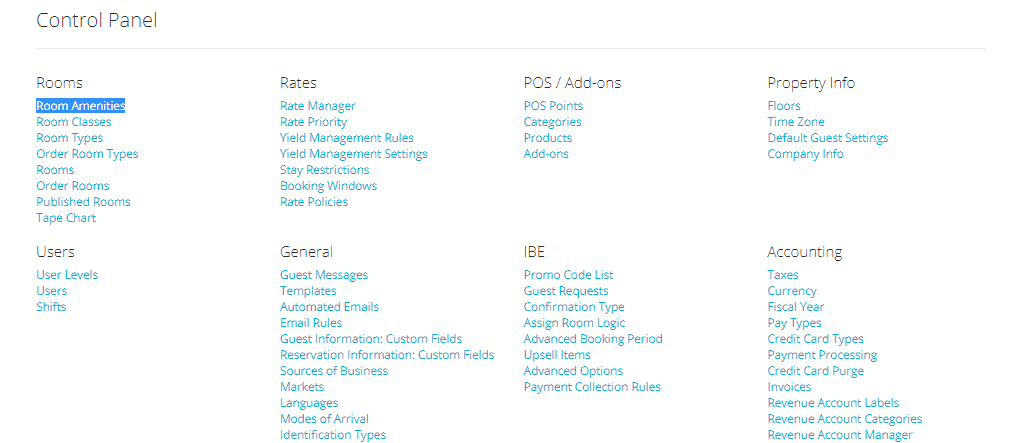 Control Panel
Rooms
Room Amenities
Room Classes
Room Types
Order Room Types
Rooms
Order Rooms
Published Rooms
Tape Chart
Rates
Rate Manager
Rate Priority
Yield Management Rules
Yield Management Settings
Stay Restrictions
Booking Windows
Rate Policies
POS / Add-ons
POS Points
Categories
Products
Add-ons
Property Info
Floors
Time Zone
Default Guest Settings
Company Info
Users
User Levels
Users
Shifts
General
Guest Messages
Templates
Automated Emails
Email Rules
Guest Information: Custom Fields
Reservation Information: Custom Fields
Sources of Business
Markets
Languages
Modes of Arrival
Identification Types
IBE
Promo Code List
Guest Requests
Confirmation Type
Assign Room Logic
Advanced Booking Period
Upsell Items
Advanced Options
Payment Collection Rules
Accounting
Taxes
Currency
Fiscal Year
Pay Types
Credit Card Types
Payment Processing
Credit Card Purge
Invoices
Revenue Account Labels
Revenue Account Categories
Revenue Account Manager